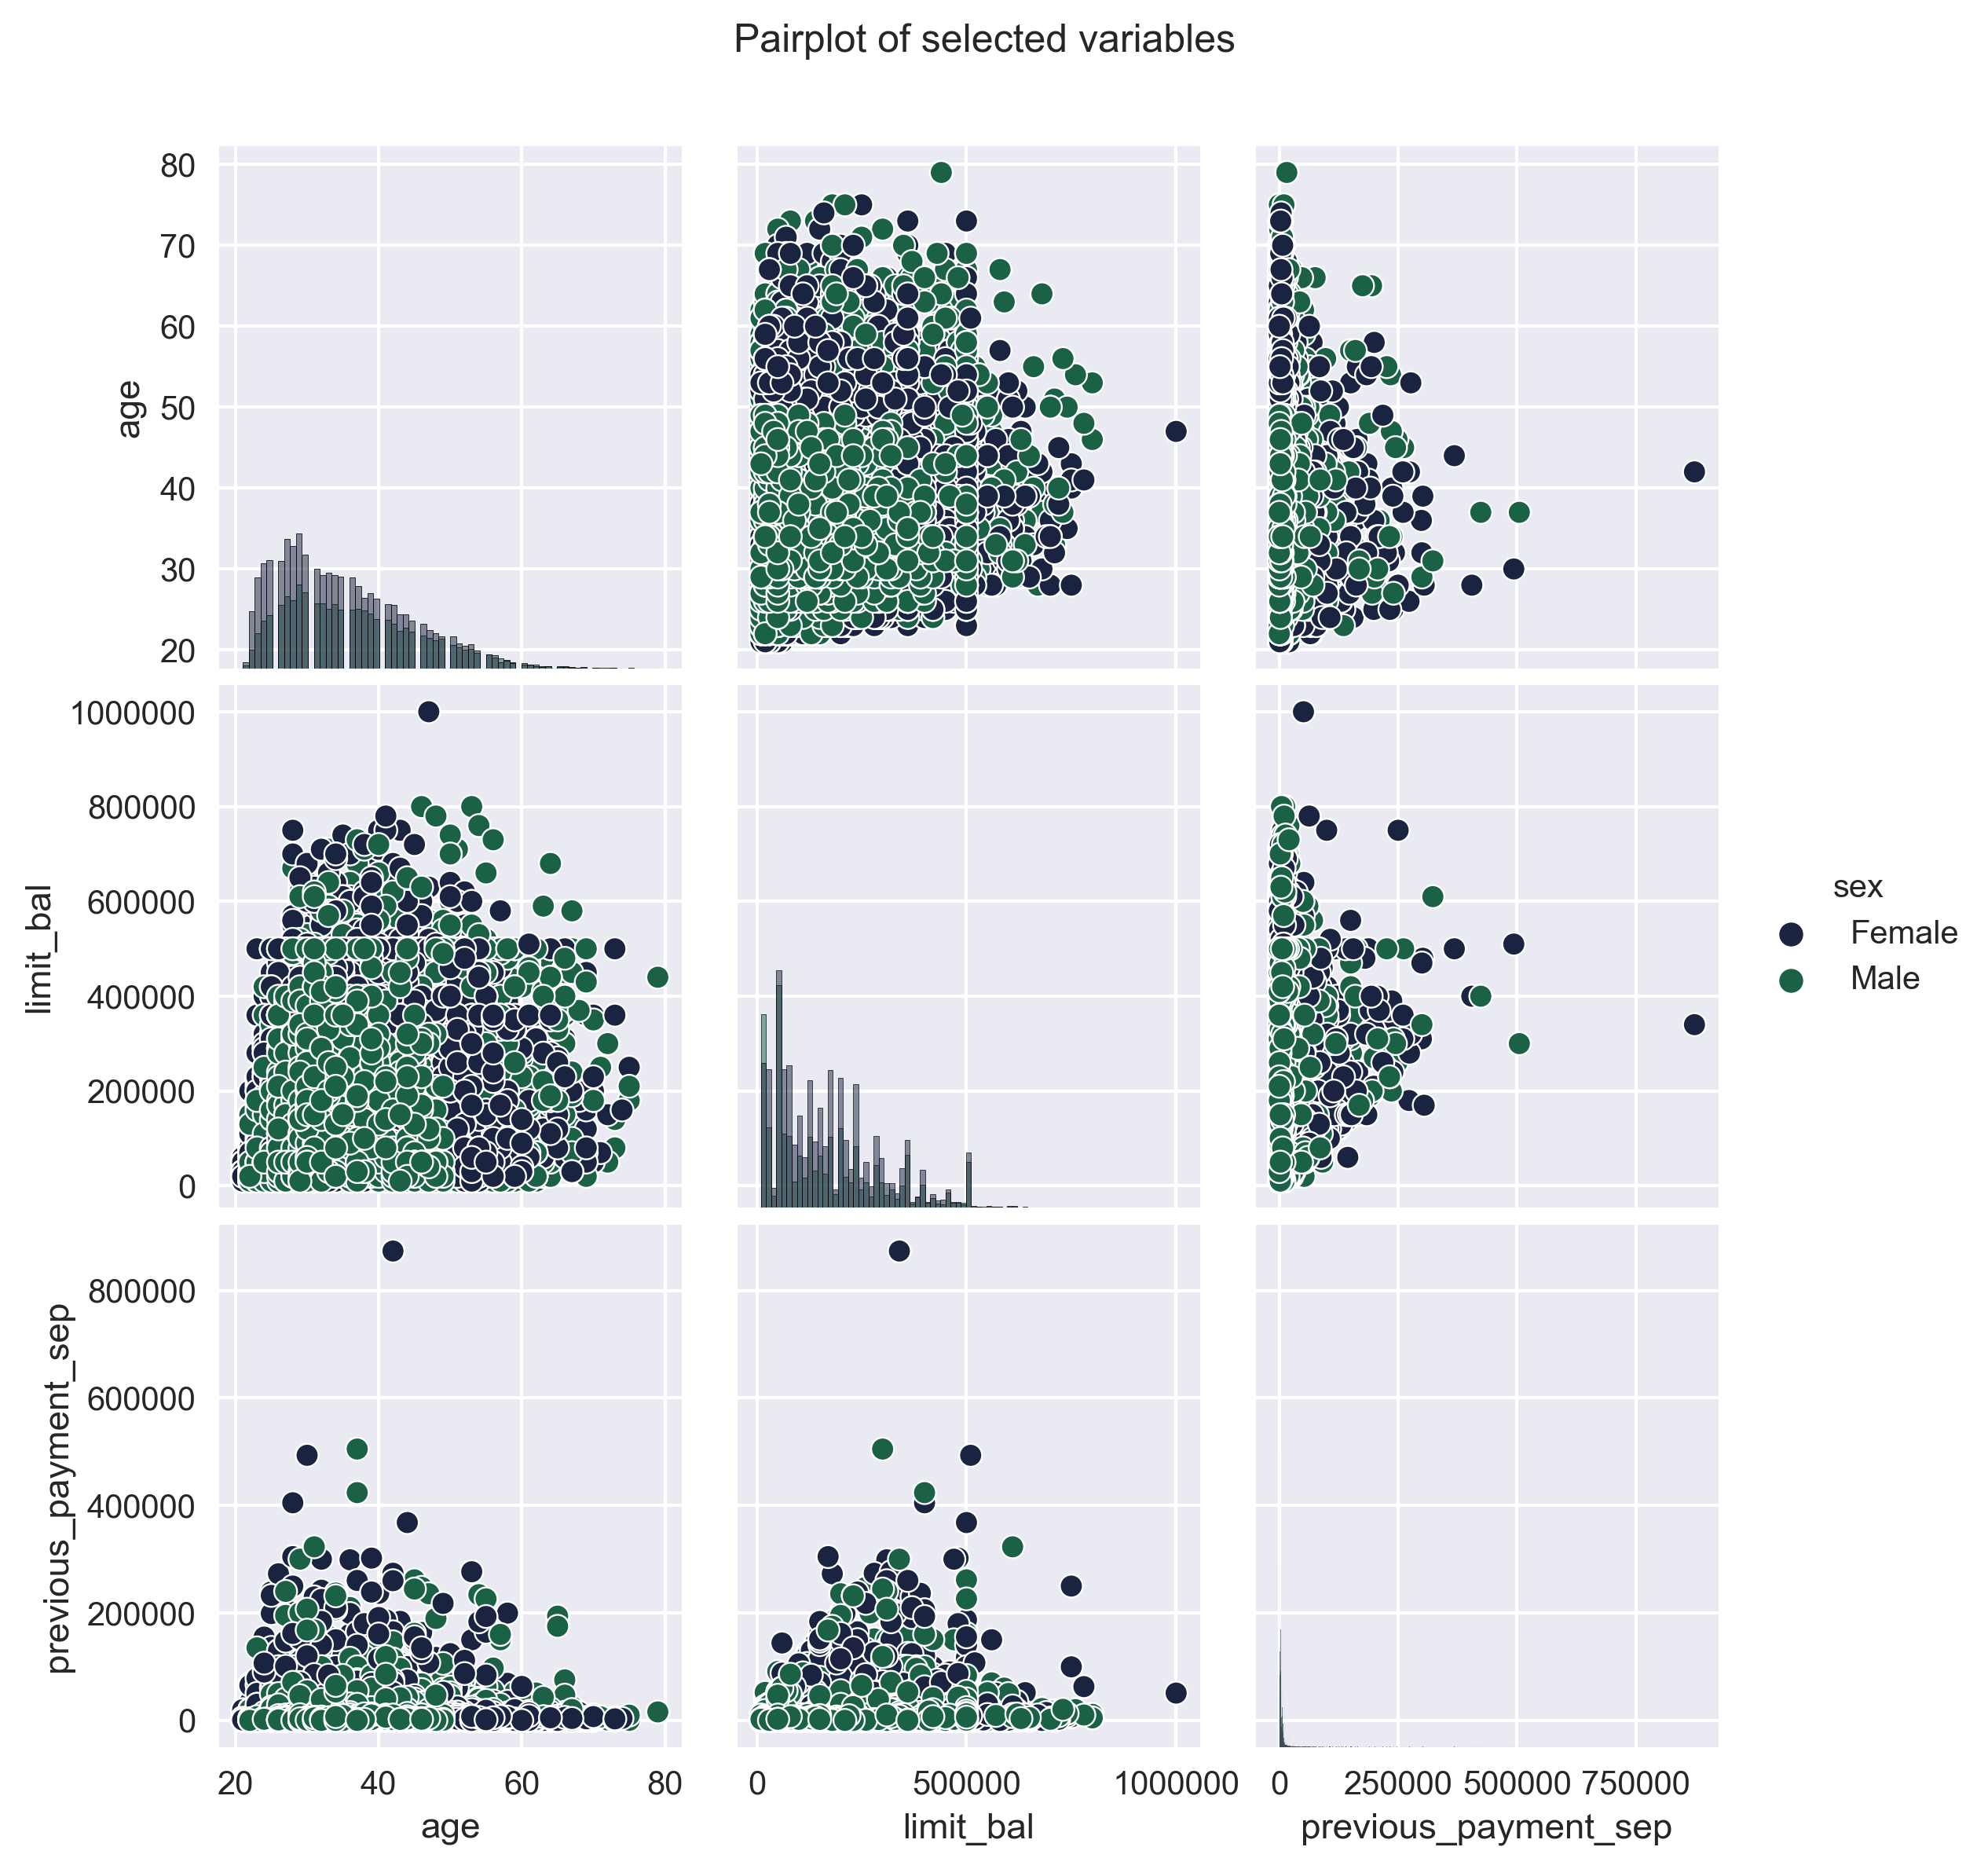 Pairplot of selected variables
80
70
60
50
40
30
20
age
1000000
800000
600000
400000
200000
0
limit_bal
sex
Female
Male
800000
600000
400000
200000
0
previous_payment_sep
20 40 60 80
0 500000 1000000
0 250000 500000 750000
age
limit_bal
previous_payment_sep